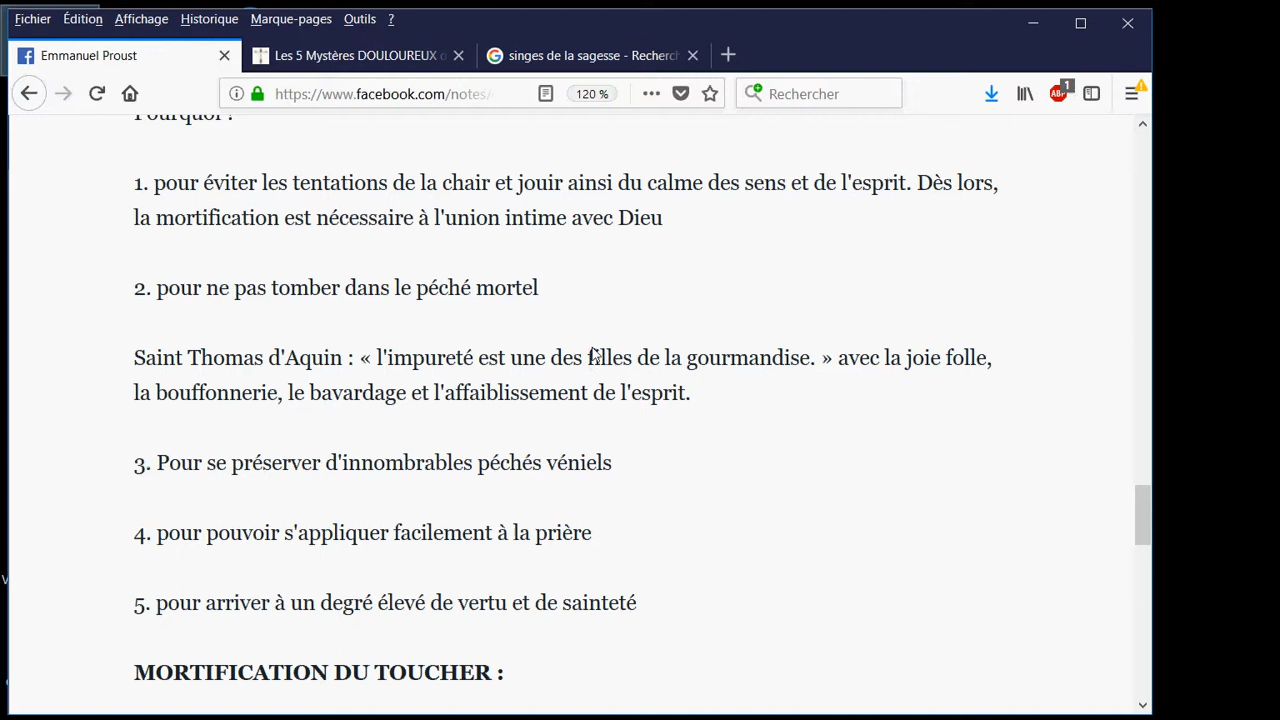 Fichier Édition Affichage Historique Marque-pages Outils ?
Emmanuel Proust
Les 5 Mystères DOULOUREUX
singes de la sagesse - Recherch
https://www.facebook.com/notes/
120 %
Rechercher
ABP
1
Pourquoi ?
1. pour éviter les tentations de la chair et jouir ainsi du calme des sens et de l'esprit. Dès lors,
la mortification est nécessaire à l'union intime avec Dieu
2. pour ne pas tomber dans le péché mortel
Saint Thomas d'Aquin : « l'impureté est une des filles de la gourmandise. » avec la joie folle,
la bouffonnerie, le bavardage et l'affaiblissement de l'esprit.
3. Pour se préserver d'innombrables péchés véniels
4. pour pouvoir s'appliquer facilement à la prière
5. pour arriver à un degré élevé de vertu et de sainteté
MORTIFICATION DU TOUCHER :